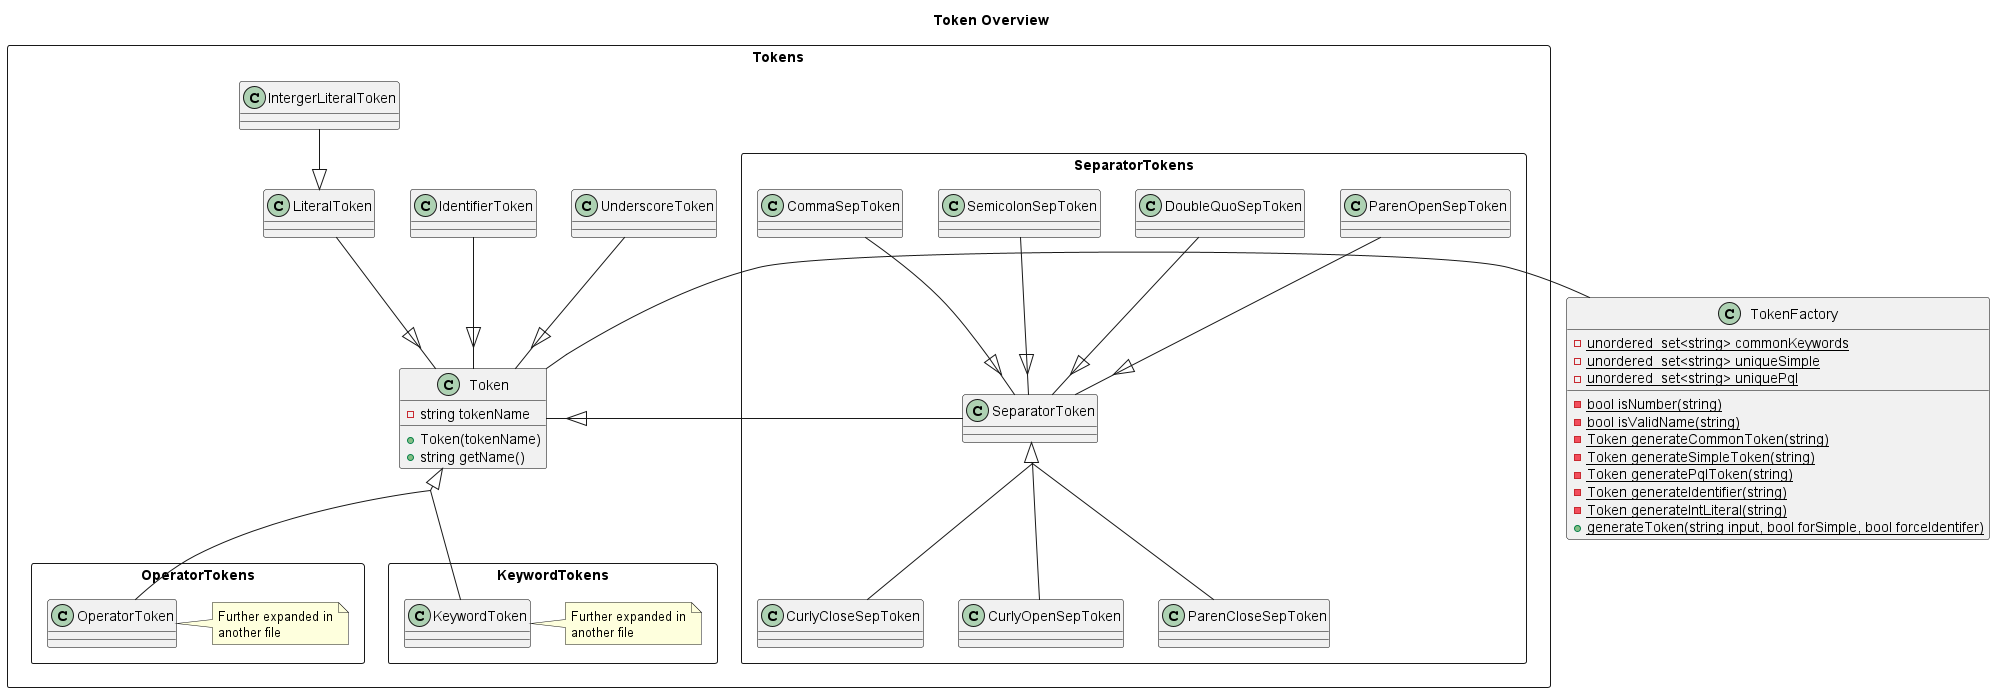 Token Overview
Tokens
C IntergerLiteralToken
SeparatorTokens
C LiteralToken
C IdentifierToken
C UnderscoreToken
C CommaSepToken
C SemicolonSepToken
C DoubleQuoSepToken
C ParenOpenSepToken
C TokenFactory
unordered_set<string> commonKeywords
unordered_set<string> uniqueSimple
unordered_set<string> uniquePql
bool isNumber(string)
bool isValidName(string)
Token generateCommonToken(string)
Token generateSimpleToken(string)
Token generatePqlToken(string)
Token generateIdentifier(string)
Token generateIntLiteral(string)
generateToken(string input, bool forSimple, bool forceIdentifer)
C Token
string tokenName
Token(tokenName)
string getName()
C SeparatorToken
OperatorTokens
C OperatorToken
Further expanded in
another file
KeywordTokens
C KeywordToken
Further expanded in
another file
C CurlyCloseSepToken
C CurlyOpenSepToken
C ParenCloseSepToken